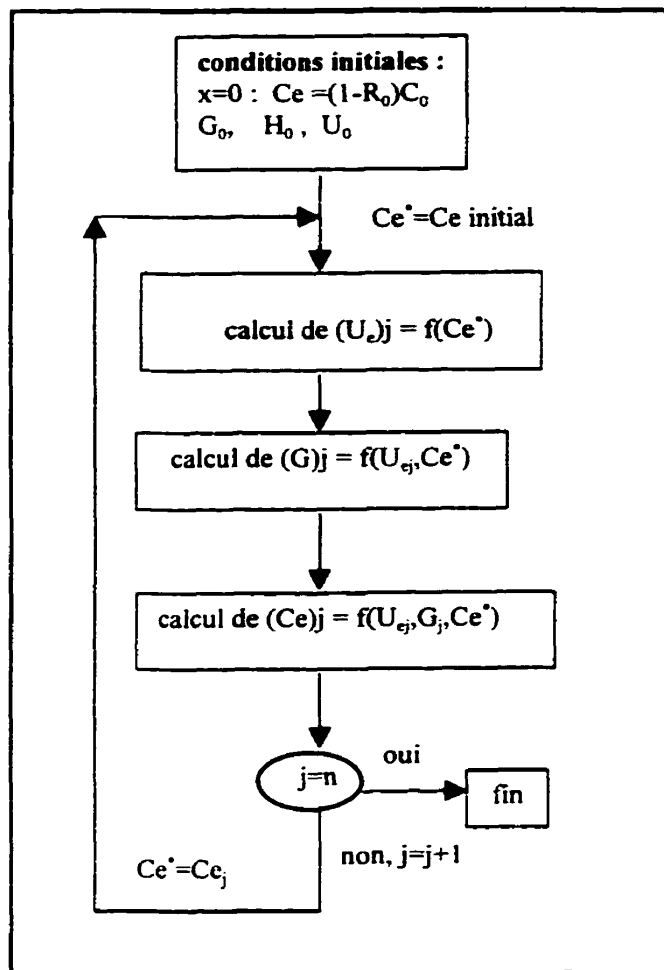 conditions initiales :
x=0 : Ce =(1-R₀)C₀
G₀, H₀ , U₀
Ce*=Ce initial
calcul de (Uₑ)j = f(Ce*)
calcul de (G)j = f(Uₑⱼ,Ce*)
calcul de (Ce)j = f(Uₑⱼ,Gⱼ,Ce*)
j=n
oui
fin
non, j=j+1
Ce*=Ceⱼ